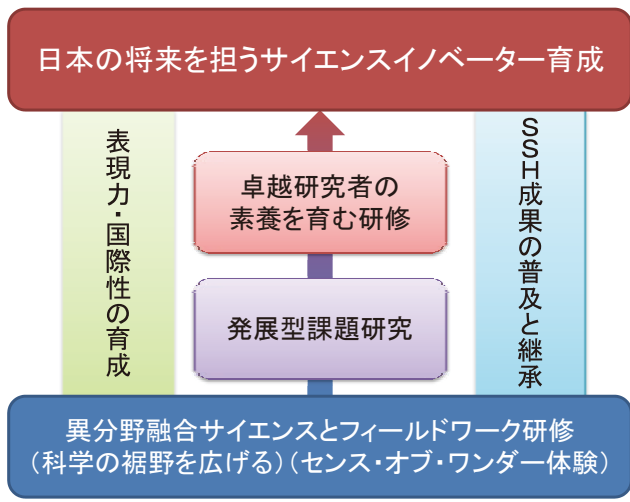 日本の将来を担うサイエンスイノベーター育成
表現力・国際性の育成
卓越研究者の
素養を育む研修
発展型課題研究
SSH成果の普及と継承
異分野融合サイエンスとフィールドワーク研修
(科学の裾野を広げる)(センス・オブ・ワンダー体験)